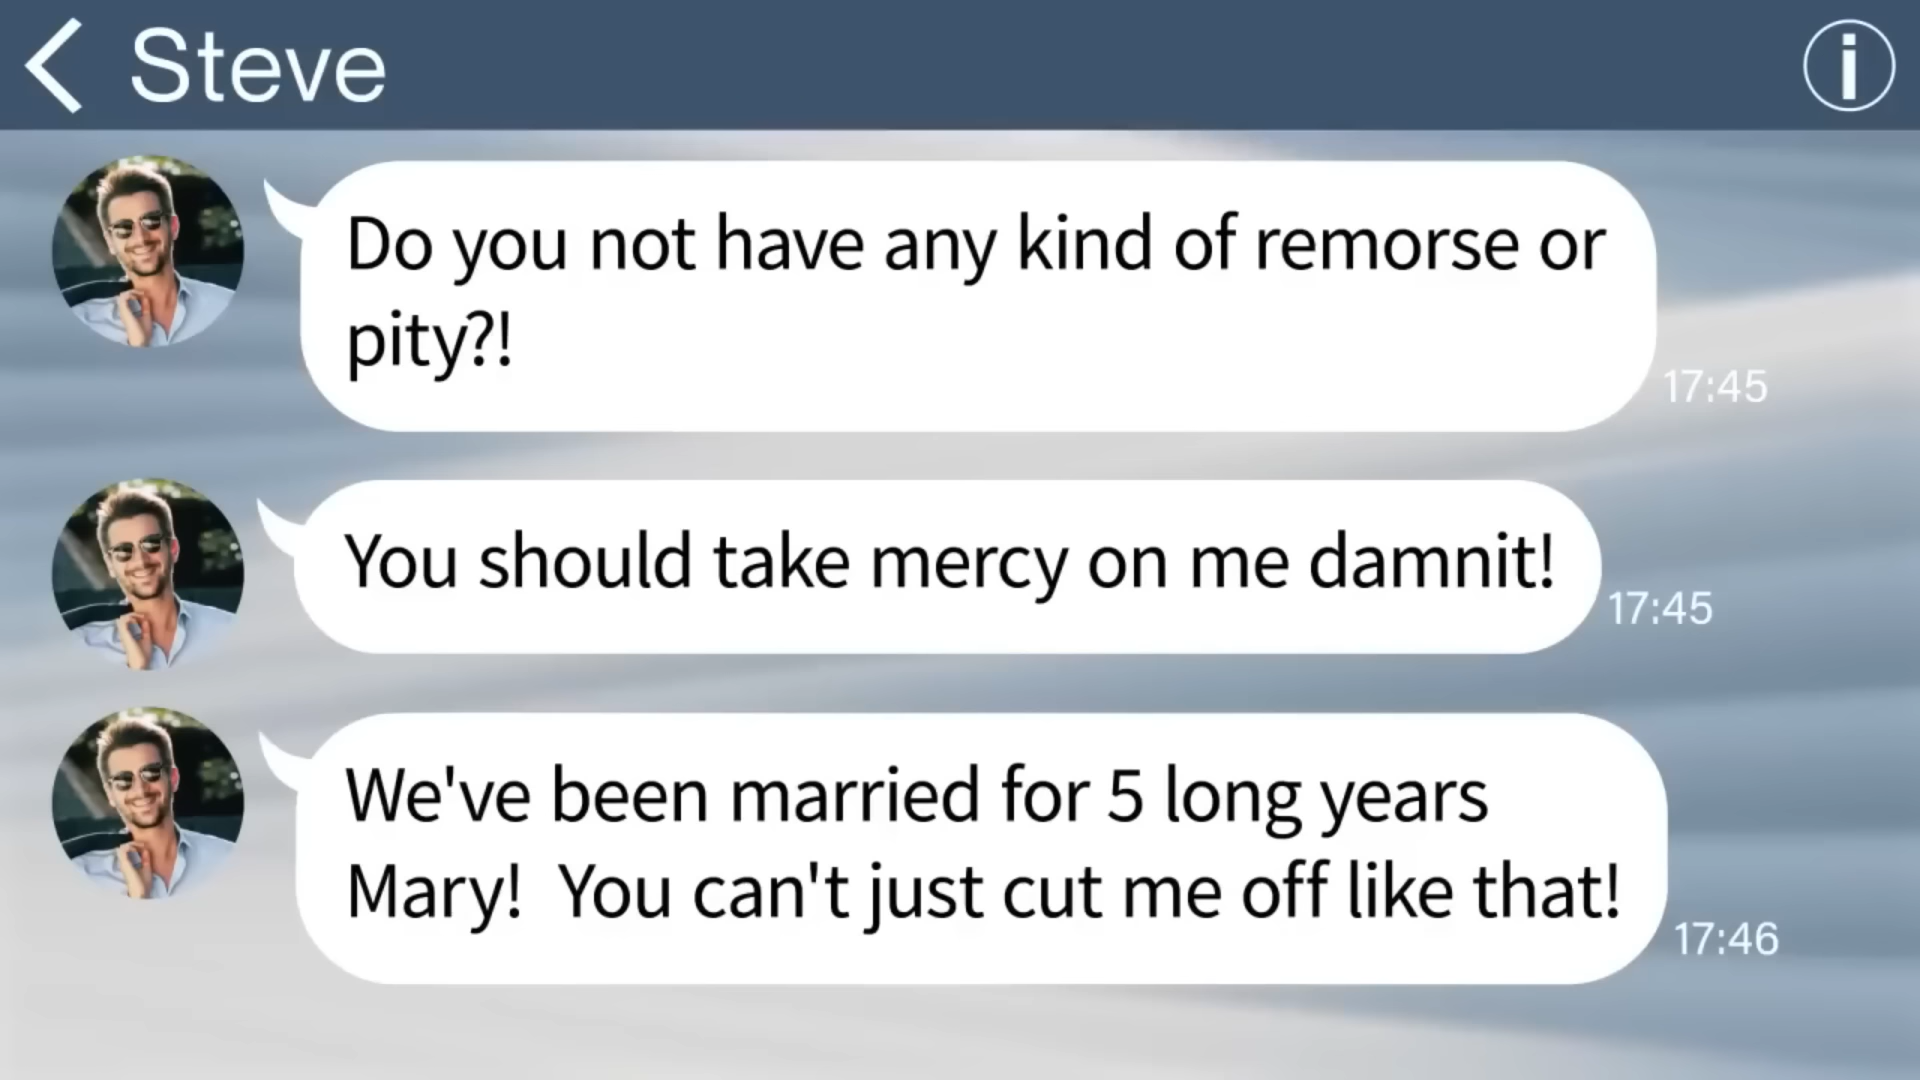 Steve
Do you not have any kind of remorse or
pity?!
17:45
You should take mercy on me damnit!
17:45
We've been married for 5 long years
Mary!  You can't just cut me off like that!
17:46